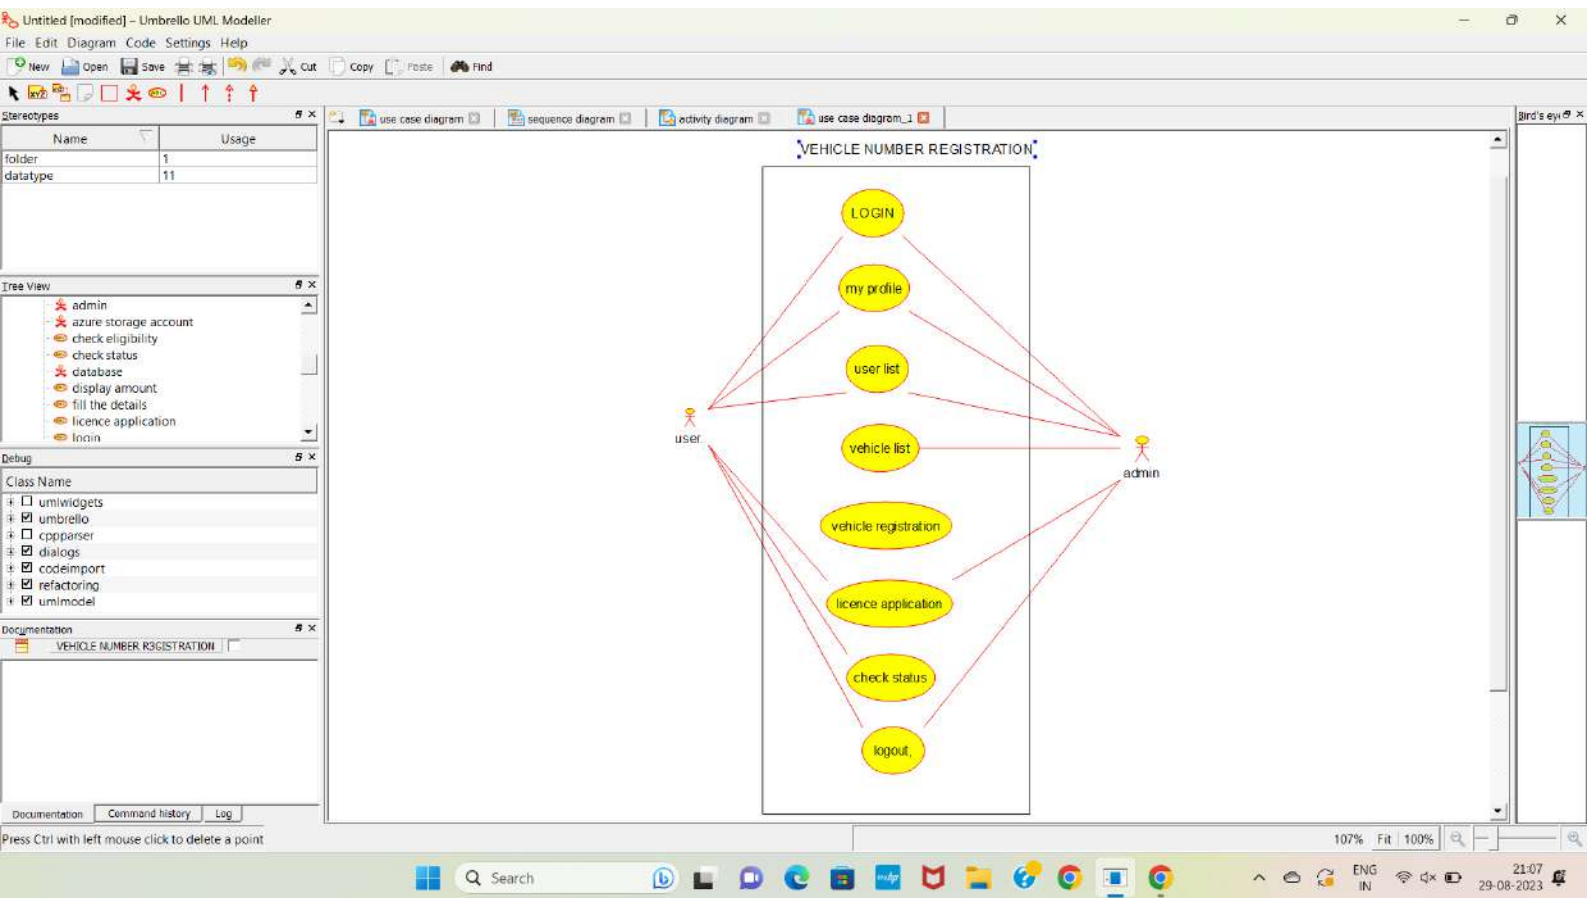 Untitled [modified] – Umbrello UML Modeller
File Edit Diagram Code Settings Help
New Open Save Cut Copy Paste Find
Stereotypes
Name Usage
folder 1
datatype 11
Tree View
admin
azure storage account
check eligibility
check status
database
display amount
fill the details
licence application
login
Debug
Class Name
umlwidgets
umbrello
cppparser
dialogs
codeimport
refactoring
umlmodel
Documentation
VEHICLE NUMBER R3GISTRATION
Documentation Command history Log
Press Ctrl with left mouse click to delete a point
use case diagram sequence diagram activity diagram use case diagram_1
VEHICLE NUMBER REGISTRATION
LOGIN
my profile
user list
user
vehicle list
admin
vehicle registration
licence application
check status
logout,
Bird's eye
107% Fit 100%
Search
ENG
IN
21:07
29-08-2023